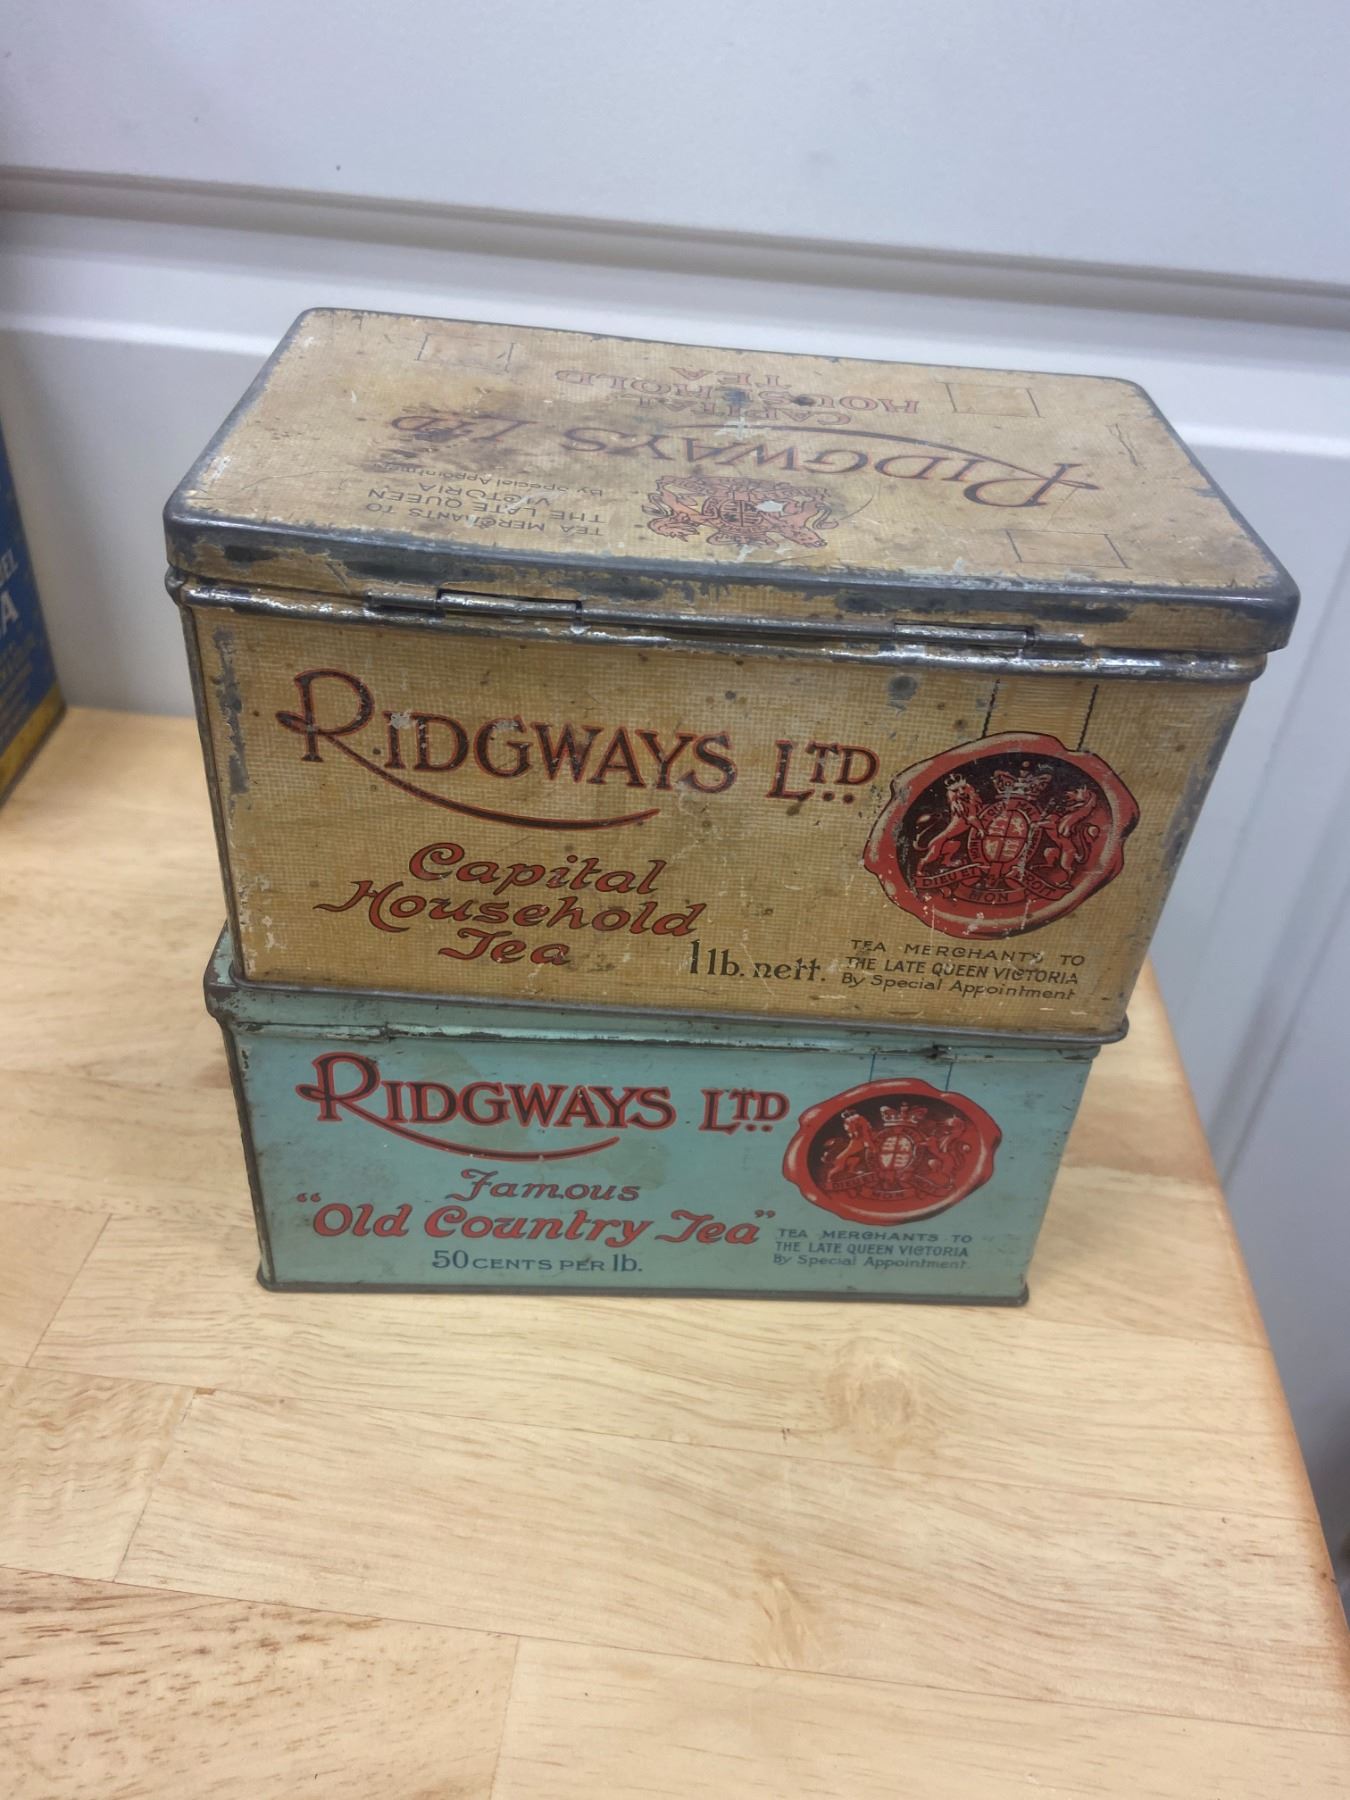 CAPITAL
HOUSEHOLD
TEA
RIDGWAYS LTD
TEA MERCHANTS TO
THE LATE QUEEN
VICTORIA
By Special Appointment
RIDGWAYS LTD
Capital
Household
Tea
1 lb. nett.
DIEU ET MON DROIT
TEA MERCHANTS TO
THE LATE QUEEN VICTORIA
By Special Appointment
RIDGWAYS LTD
Famous
"Old Country Tea"
50 CENTS PER lb.
TEA MERCHANTS TO
THE LATE QUEEN VICTORIA
By Special Appointment.